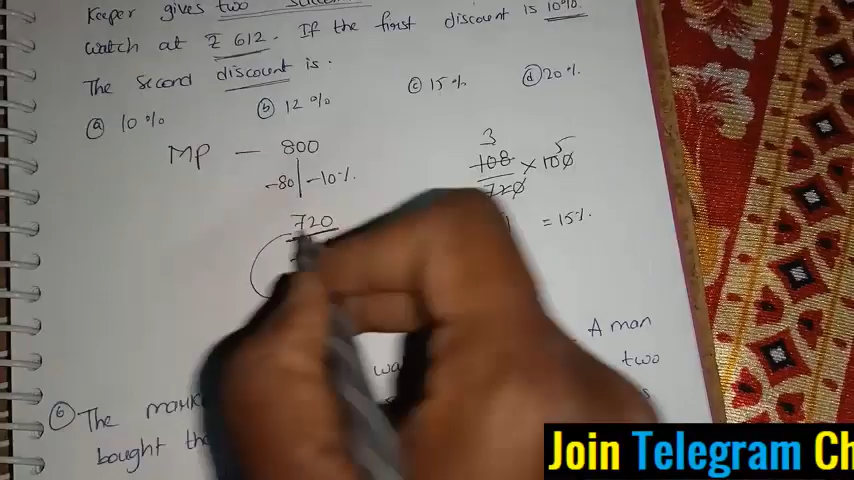 Keeper gives two
watch at ₹ 612. If the first discount is 10%.
The second discount is.
ⓐ 10%
ⓑ 12%
ⓒ 15%
ⓓ 20%
MP — 800
-80 -10%.
720
3
108 × 100 5
720
= 15%.
A man
two
⑥ The
bought
Join Telegram Ch